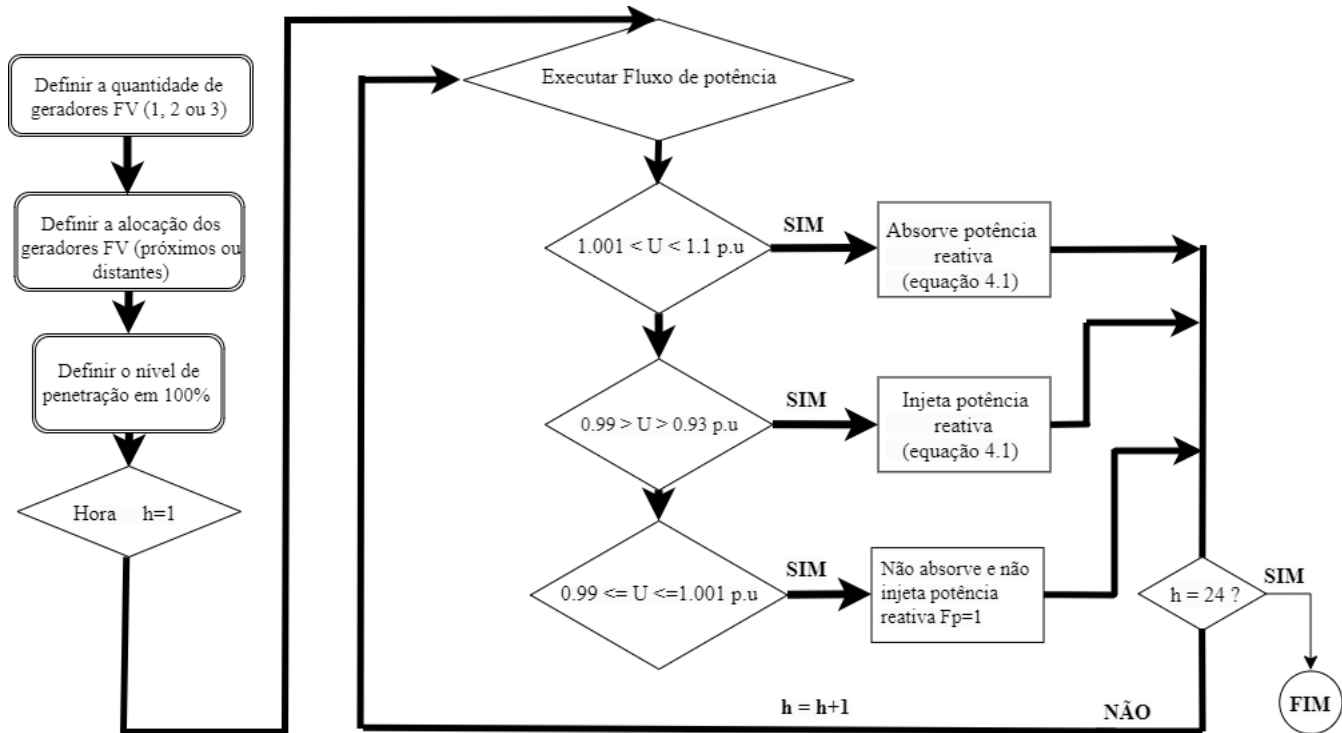 Definir a quantidade de
geradores FV (1, 2 ou 3)
Definir a alocação dos
geradores FV (próximos ou
distantes)
Definir o nível de
penetração em 100%
Hora h=1
Executar Fluxo de potência
1.001 < U < 1.1 p.u
SIM
Absorve potência
reativa
(equação 4.1)
0.99 > U > 0.93 p.u
SIM
Injeta potência
reativa
(equação 4.1)
0.99 <= U <=1.001 p.u
SIM
Não absorve e não
injeta potência
reativa Fp=1
h = 24 ?
SIM
FIM
NÃO
h = h+1